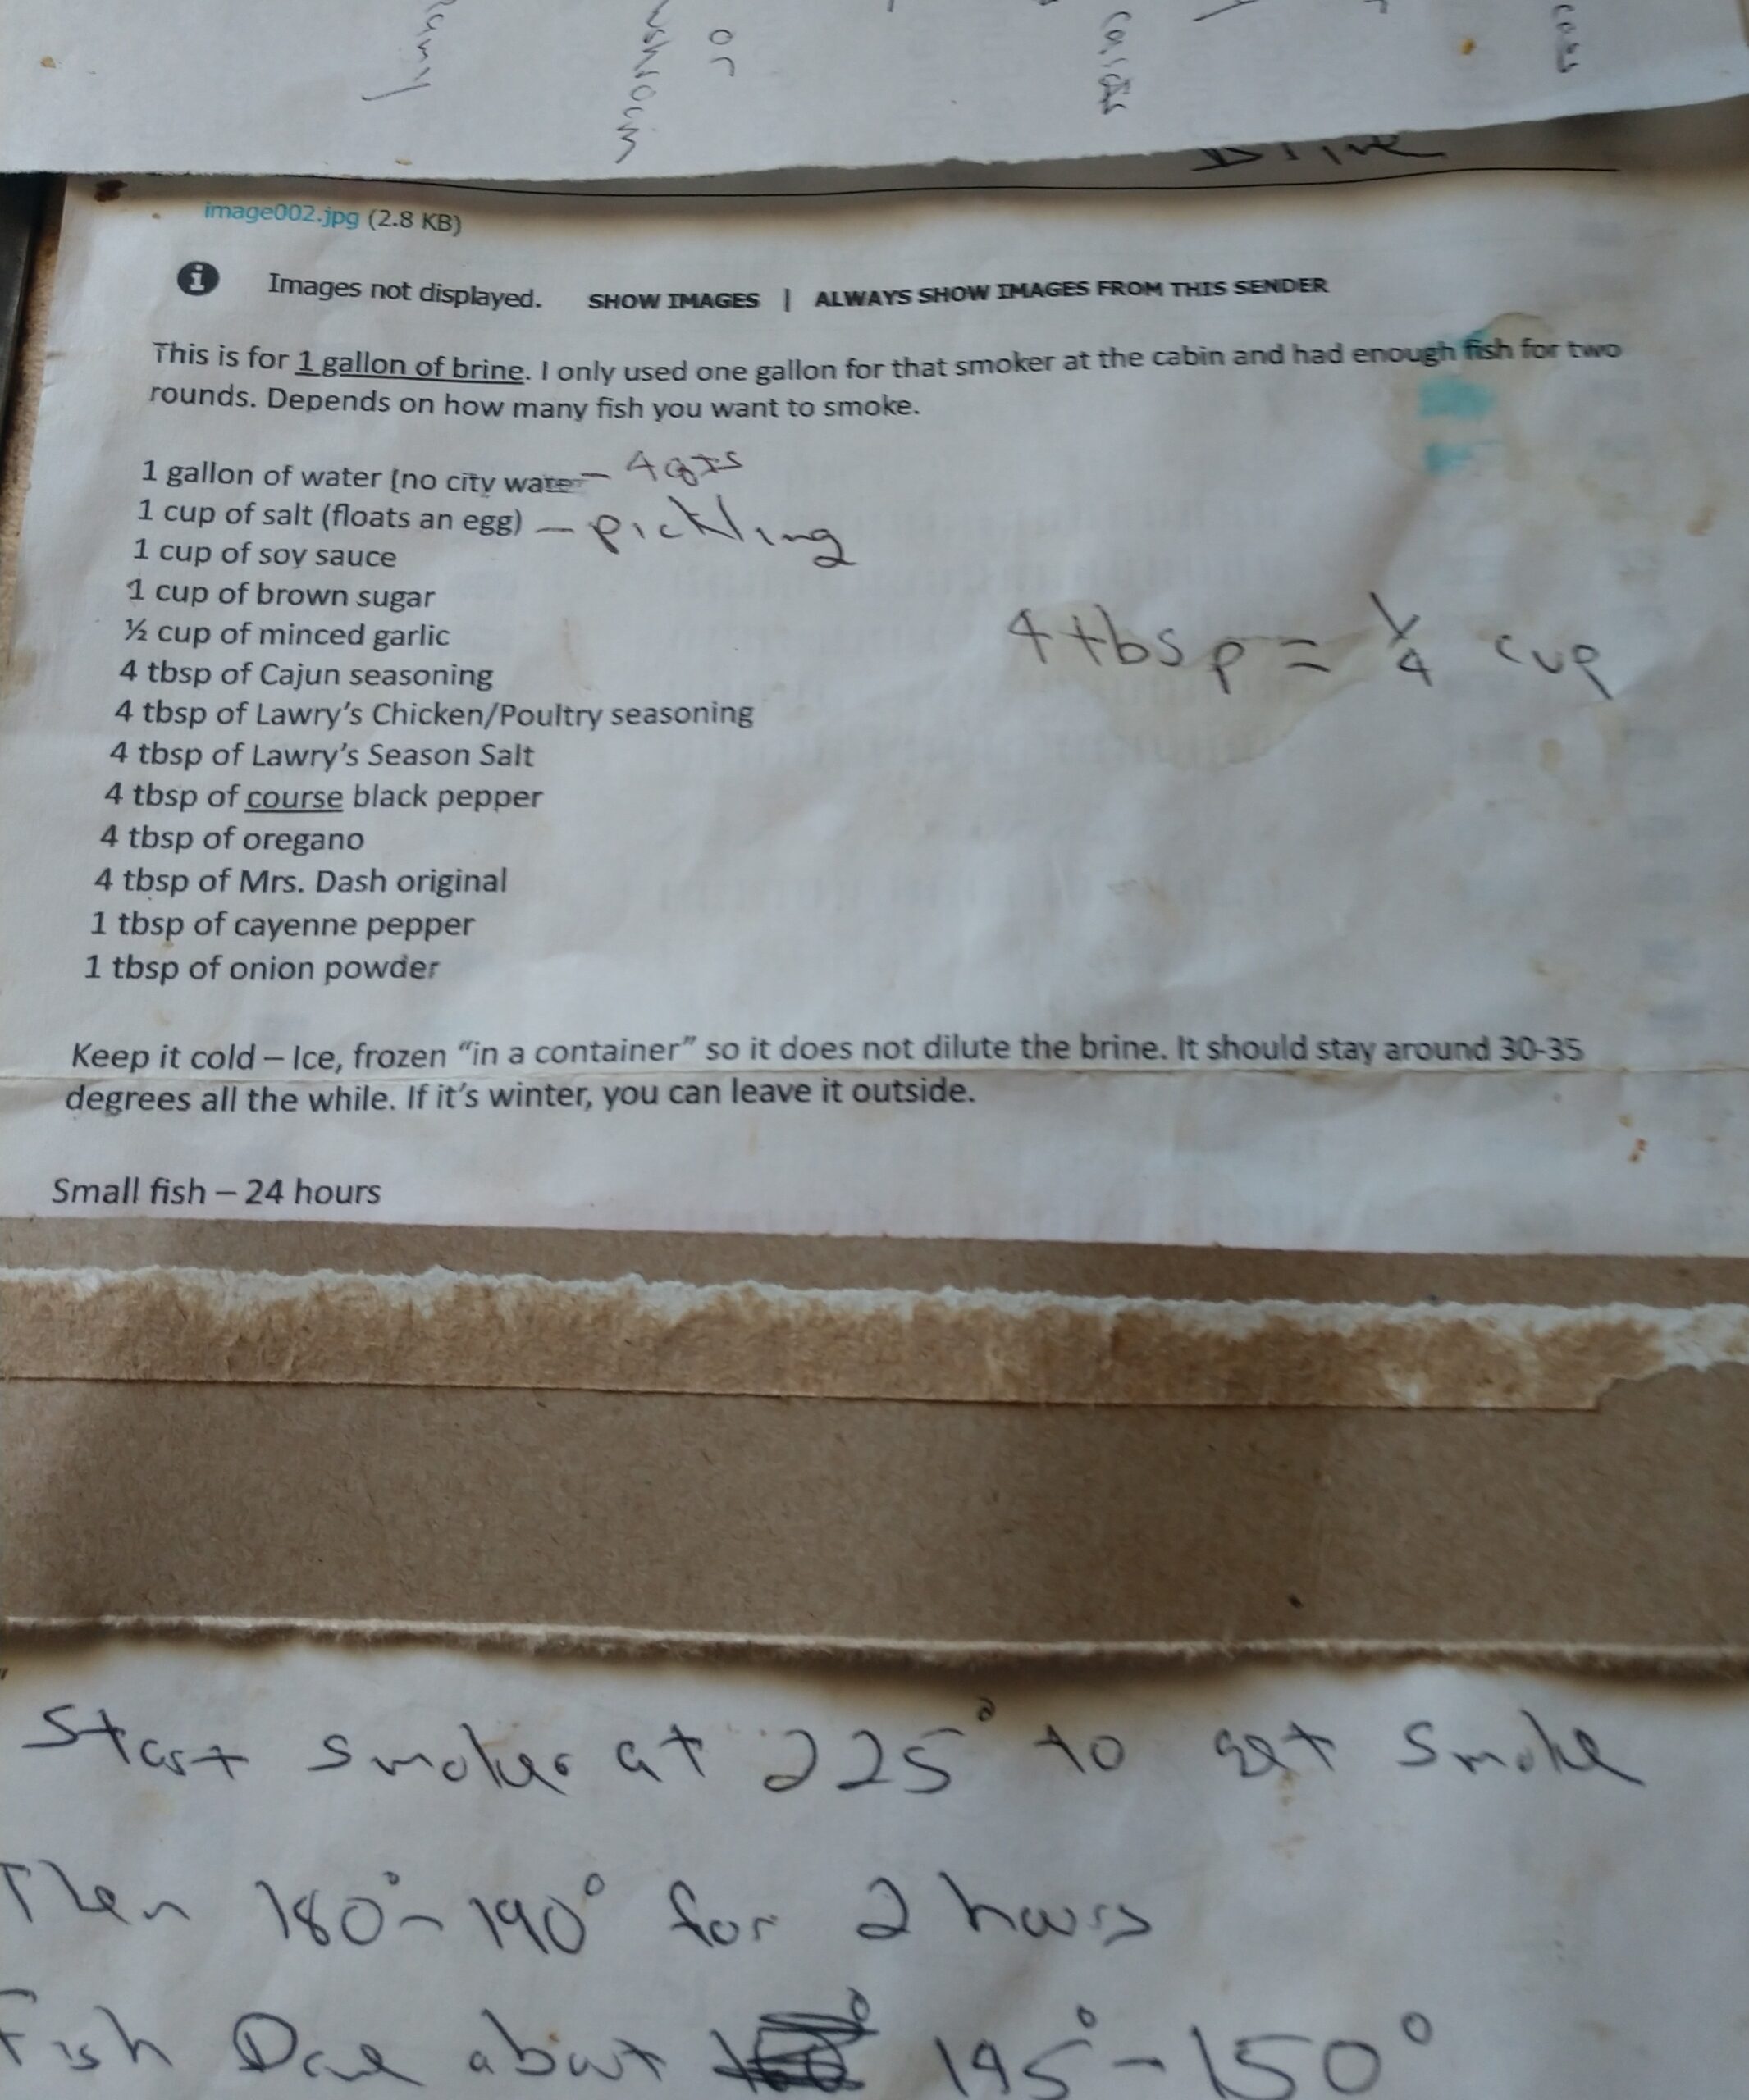 or
Brine
image002.jpg (2.8 KB)
i Images not displayed. SHOW IMAGES | ALWAYS SHOW IMAGES FROM THIS SENDER
This is for 1 gallon of brine. I only used one gallon for that smoker at the cabin and had enough fish for two
rounds. Depends on how many fish you want to smoke.
1 gallon of water (no city water - 4 qts
1 cup of salt (floats an egg) - pickling
1 cup of soy sauce
1 cup of brown sugar
½ cup of minced garlic
4 tbsp of Cajun seasoning
4 tbsp = 1/4 cup
4 tbsp of Lawry's Chicken/Poultry seasoning
4 tbsp of Lawry's Season Salt
4 tbsp of course black pepper
4 tbsp of oregano
4 tbsp of Mrs. Dash original
1 tbsp of cayenne pepper
1 tbsp of onion powder
Keep it cold – Ice, frozen "in a container" so it does not dilute the brine. It should stay around 30-35
degrees all the while. If it's winter, you can leave it outside.
Small fish – 24 hours
Start smoker at 225° to get smoke
Then 180° - 190° for 2 hours
Fish Done about 145° - 150°